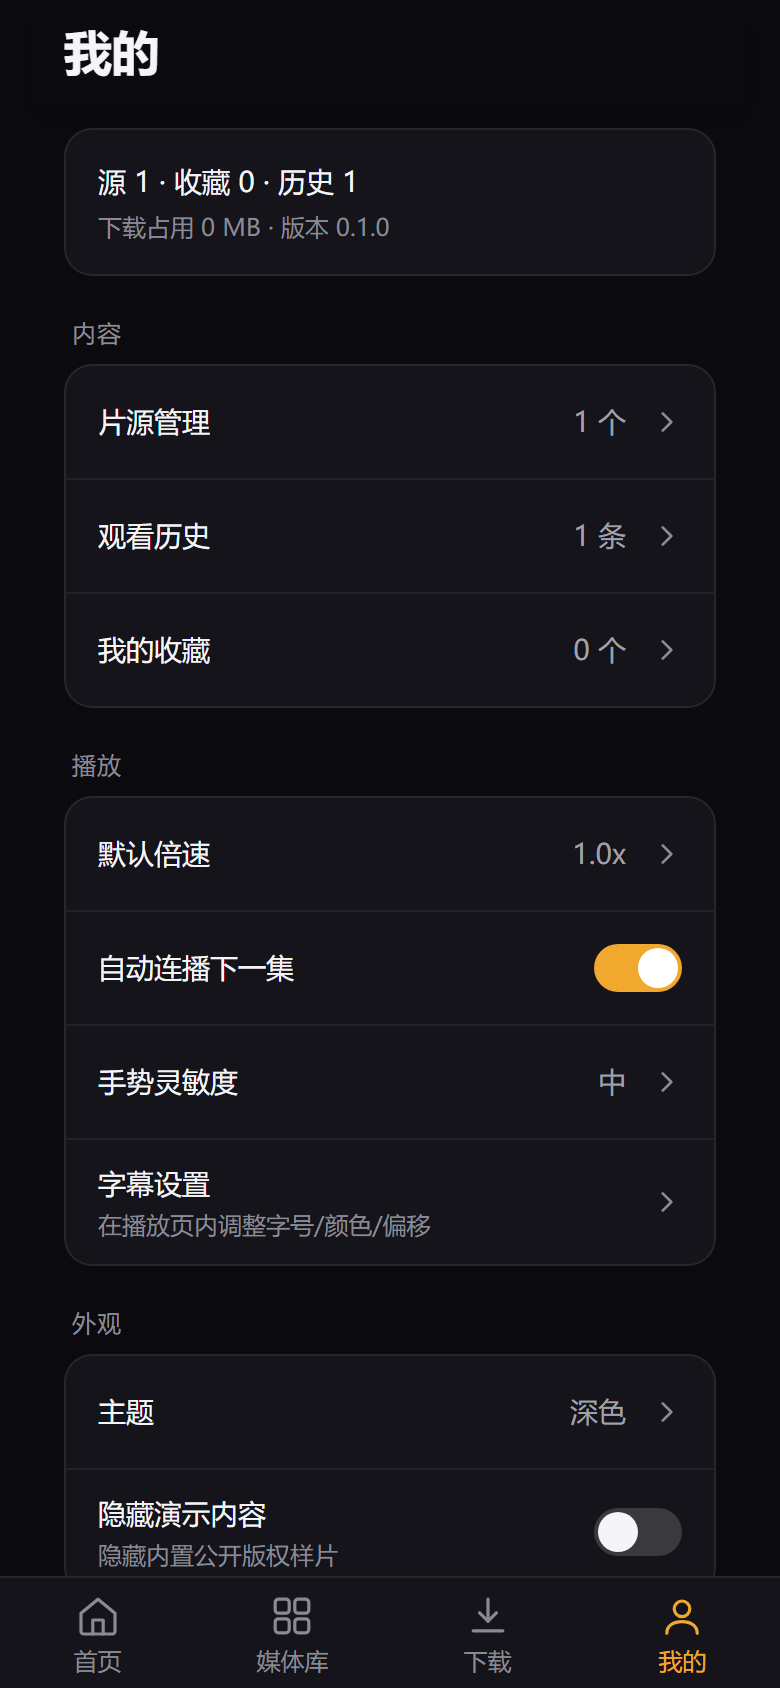 我的
源 1 · 收藏 0 · 历史 1
下载占用 0 MB · 版本 0.1.0
内容
片源管理 1 个
观看历史 1 条
我的收藏 0 个
播放
默认倍速 1.0x
自动连播下一集
手势灵敏度 中
字幕设置
在播放页内调整字号/颜色/偏移
外观
主题 深色
隐藏演示内容
隐藏内置公开版权样片
首页 媒体库 下载 我的